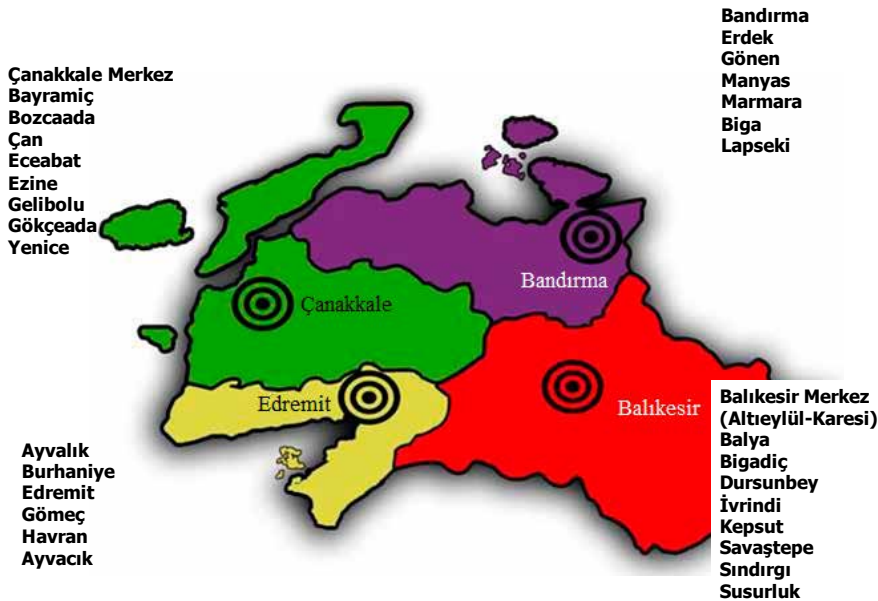 Çanakkale Merkez
Bayramiç
Bozcaada
Çan
Eceabat
Ezine
Gelibolu
Gökçeada
Yenice
Bandırma
Erdek
Gönen
Manyas
Marmara
Biga
Lapseki
Bandırma
Çanakkale
Edremit
Balıkesir
Ayvalık
Burhaniye
Edremit
Gömeç
Havran
Ayvacık
Balıkesir Merkez
(Altıeylül-Karesi)
Balya
Bigadiç
Dursunbey
İvrindi
Kepsut
Savaştepe
Sındırgı
Susurluk